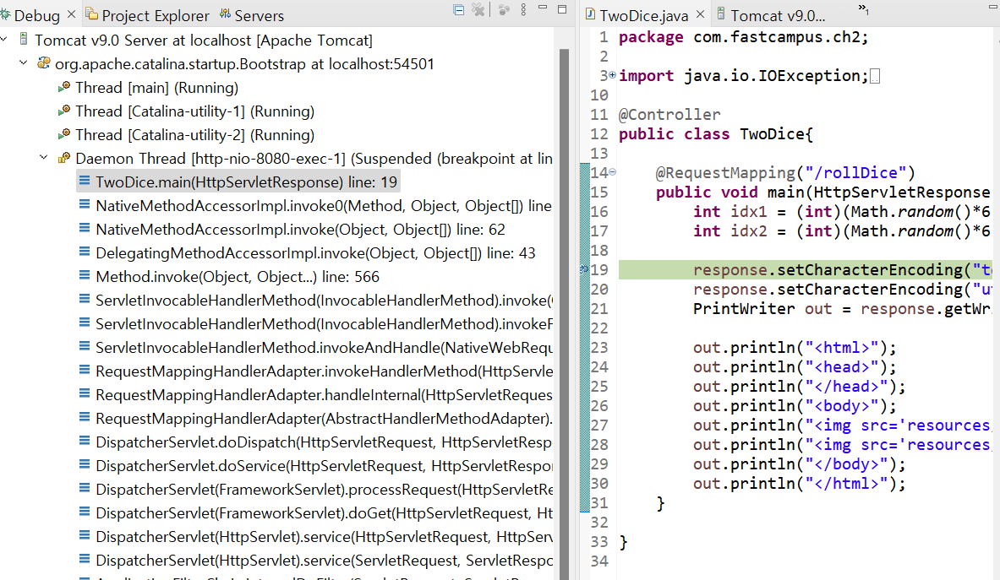 Debug Project Explorer Servers
Tomcat v9.0 Server at localhost [Apache Tomcat]
org.apache.catalina.startup.Bootstrap at localhost:54501
Thread [main] (Running)
Thread [Catalina-utility-1] (Running)
Thread [Catalina-utility-2] (Running)
Daemon Thread [http-nio-8080-exec-1] (Suspended (breakpoint at lin
TwoDice.main(HttpServletResponse) line: 19
NativeMethodAccessorImpl.invoke0(Method, Object, Object[]) line
NativeMethodAccessorImpl.invoke(Object, Object[]) line: 62
DelegatingMethodAccessorImpl.invoke(Object, Object[]) line: 43
Method.invoke(Object, Object...) line: 566
ServletInvocableHandlerMethod(InvocableHandlerMethod).invoke(
ServletInvocableHandlerMethod(InvocableHandlerMethod).invokeF
ServletInvocableHandlerMethod.invokeAndHandle(NativeWebRequ
RequestMappingHandlerAdapter.invokeHandlerMethod(HttpServle
RequestMappingHandlerAdapter.handleInternal(HttpServletReques
RequestMappingHandlerAdapter(AbstractHandlerMethodAdapter).
DispatcherServlet.doDispatch(HttpServletRequest, HttpServletResp
DispatcherServlet.doService(HttpServletRequest, HttpServletRespo
DispatcherServlet(FrameworkServlet).processRequest(HttpServletRe
DispatcherServlet(FrameworkServlet).doGet(HttpServletRequest, Ht
DispatcherServlet(HttpServlet).service(HttpServletRequest, HttpServ
DispatcherServlet(HttpServlet).service(ServletRequest, ServletRespo
TwoDice.java Tomcat v9.0... »1
1 package com.fastcampus.ch2;
2
3 import java.io.IOException;
10
11 @Controller
12 public class TwoDice{
13
14 @RequestMapping("/rollDice")
15 public void main(HttpServletResponse
16 int idx1 = (int)(Math.random()*6
17 int idx2 = (int)(Math.random()*6
18
19 response.setCharacterEncoding("te
20 response.setCharacterEncoding("ut
21 PrintWriter out = response.getWr
22
23 out.println("<html>");
24 out.println("<head>");
25 out.println("</head>");
26 out.println("<body>");
27 out.println("<img src='resources
28 out.println("<img src='resources
29 out.println("</body>");
30 out.println("</html>");
31 }
32
33 }
34